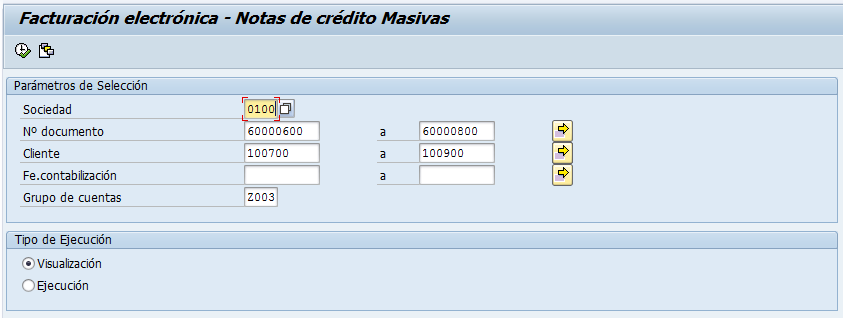 Facturación electrónica - Notas de crédito Masivas
Parámetros de Selección
Sociedad 0100
Nº documento 60000600 a 60000800
Cliente 100700 a 100900
Fe.contabilización a
Grupo de cuentas Z003
Tipo de Ejecución
Visualización
Ejecución